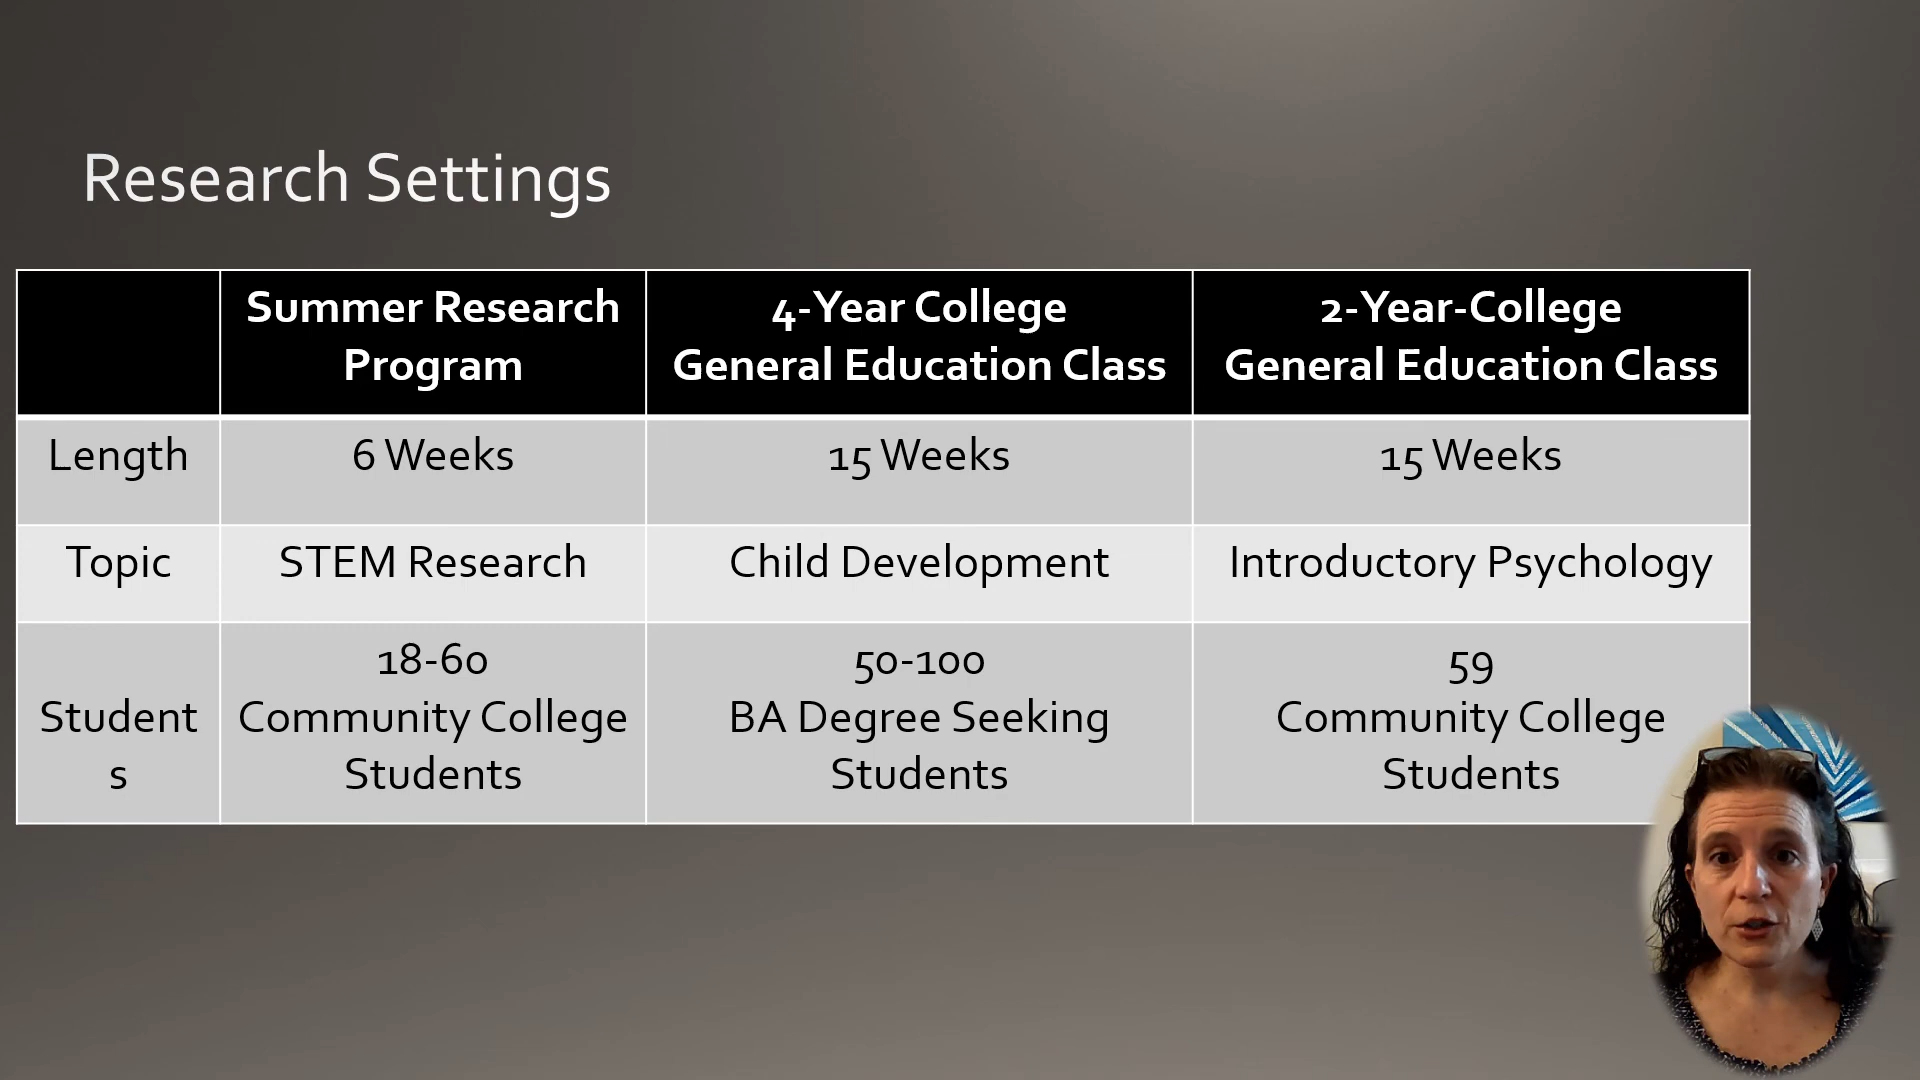 Research Settings
Summer Research
Program
4-Year College
General Education Class
2-Year-College
General Education Class
Length
6 Weeks
15 Weeks
15 Weeks
Topic
STEM Research
Child Development
Introductory Psychology
Student
s
18-60
Community College
Students
50-100
BA Degree Seeking
Students
59
Community College
Students